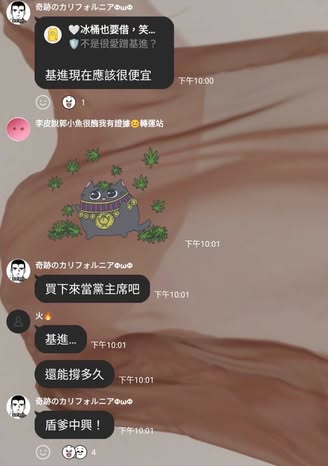 奇跡のカリフォルニアΦωΦ
🤍冰桶也要借，笑...
🛡️不是很愛蹭基進？
基進現在應該很便宜
下午10:00
1
李皮說郭小魚很醜我有證據😊轉運站
下午10:01
奇跡のカリフォルニアΦωΦ
買下來當黨主席吧
下午10:01
火🔥
基進...
下午10:01
還能撐多久
下午10:01
奇跡のカリフォルニアΦωΦ
盾爹中興！
下午10:01
4